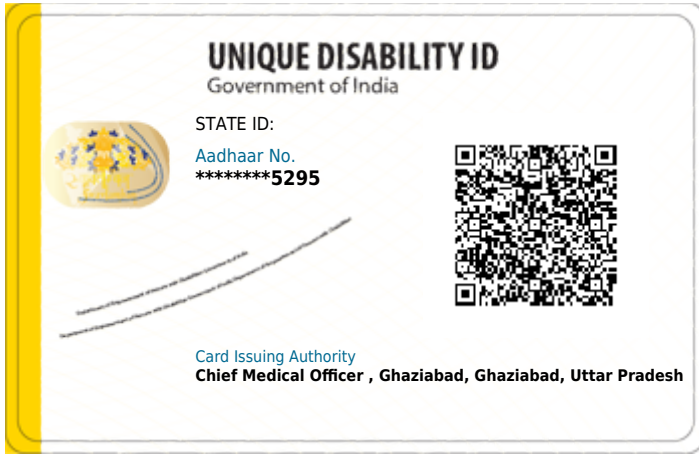 UNIQUE DISABILITY ID
Government of India
STATE ID:
Aadhaar No.
********5295
Card Issuing Authority
Chief Medical Officer , Ghaziabad, Ghaziabad, Uttar Pradesh